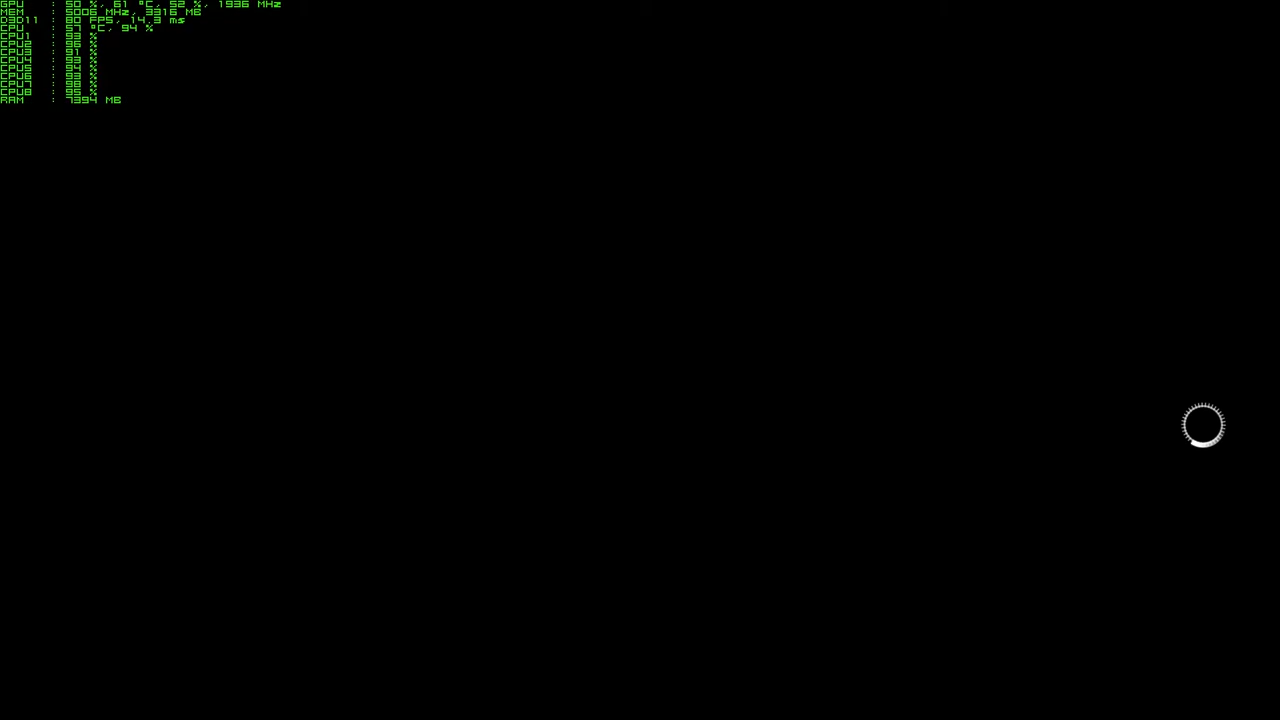 GPU : 50 %, 61 °C, 52 %, 1936 MHz
MEM : 5006 MHz, 3316 MB
D3D11 : 80 FPS, 14,3 ms
CPU : 57 °C, 94 %
CPU1 : 93 %
CPU2 : 96 %
CPU3 : 91 %
CPU4 : 93 %
CPU5 : 94 %
CPU6 : 93 %
CPU7 : 98 %
CPU8 : 95 %
RAM : 7394 MB